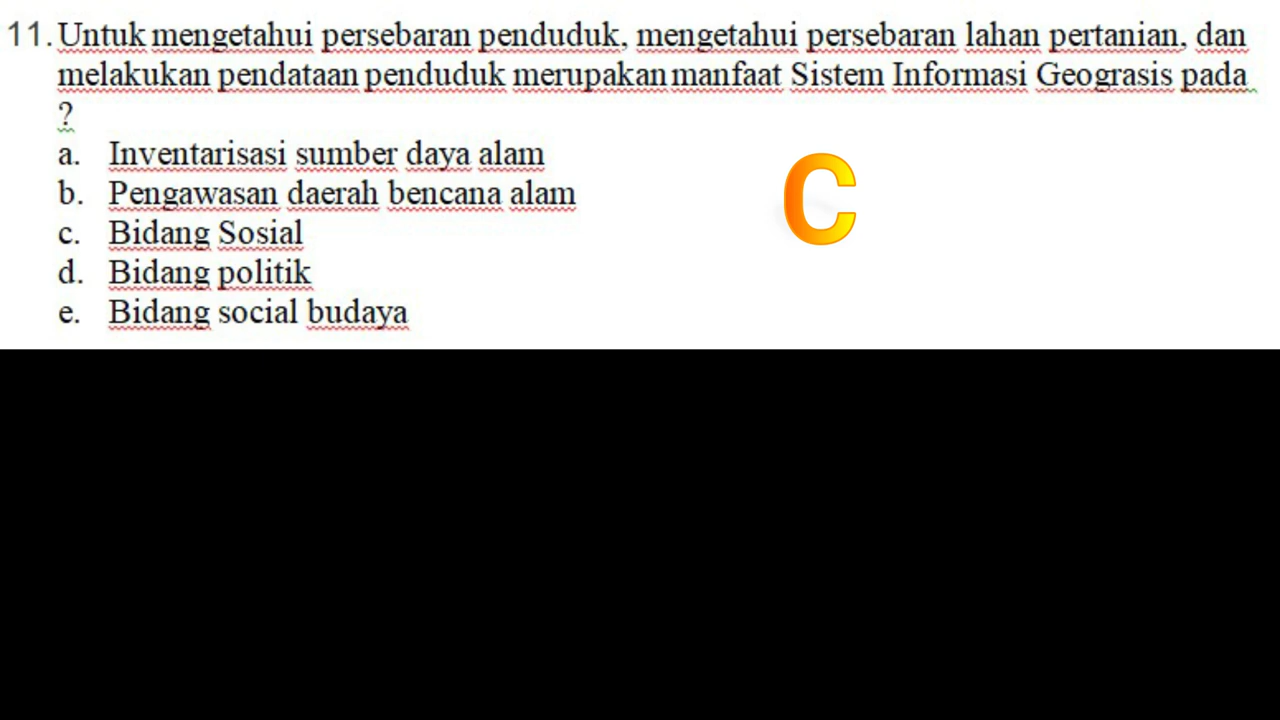 11. Untuk mengetahui persebaran penduduk, mengetahui persebaran lahan pertanian, dan
melakukan pendataan penduduk merupakan manfaat Sistem Informasi Geograsis pada
?
a. Inventarisasi sumber daya alam
b. Pengawasan daerah bencana alam
c. Bidang Sosial
d. Bidang politik
e. Bidang social budaya
C